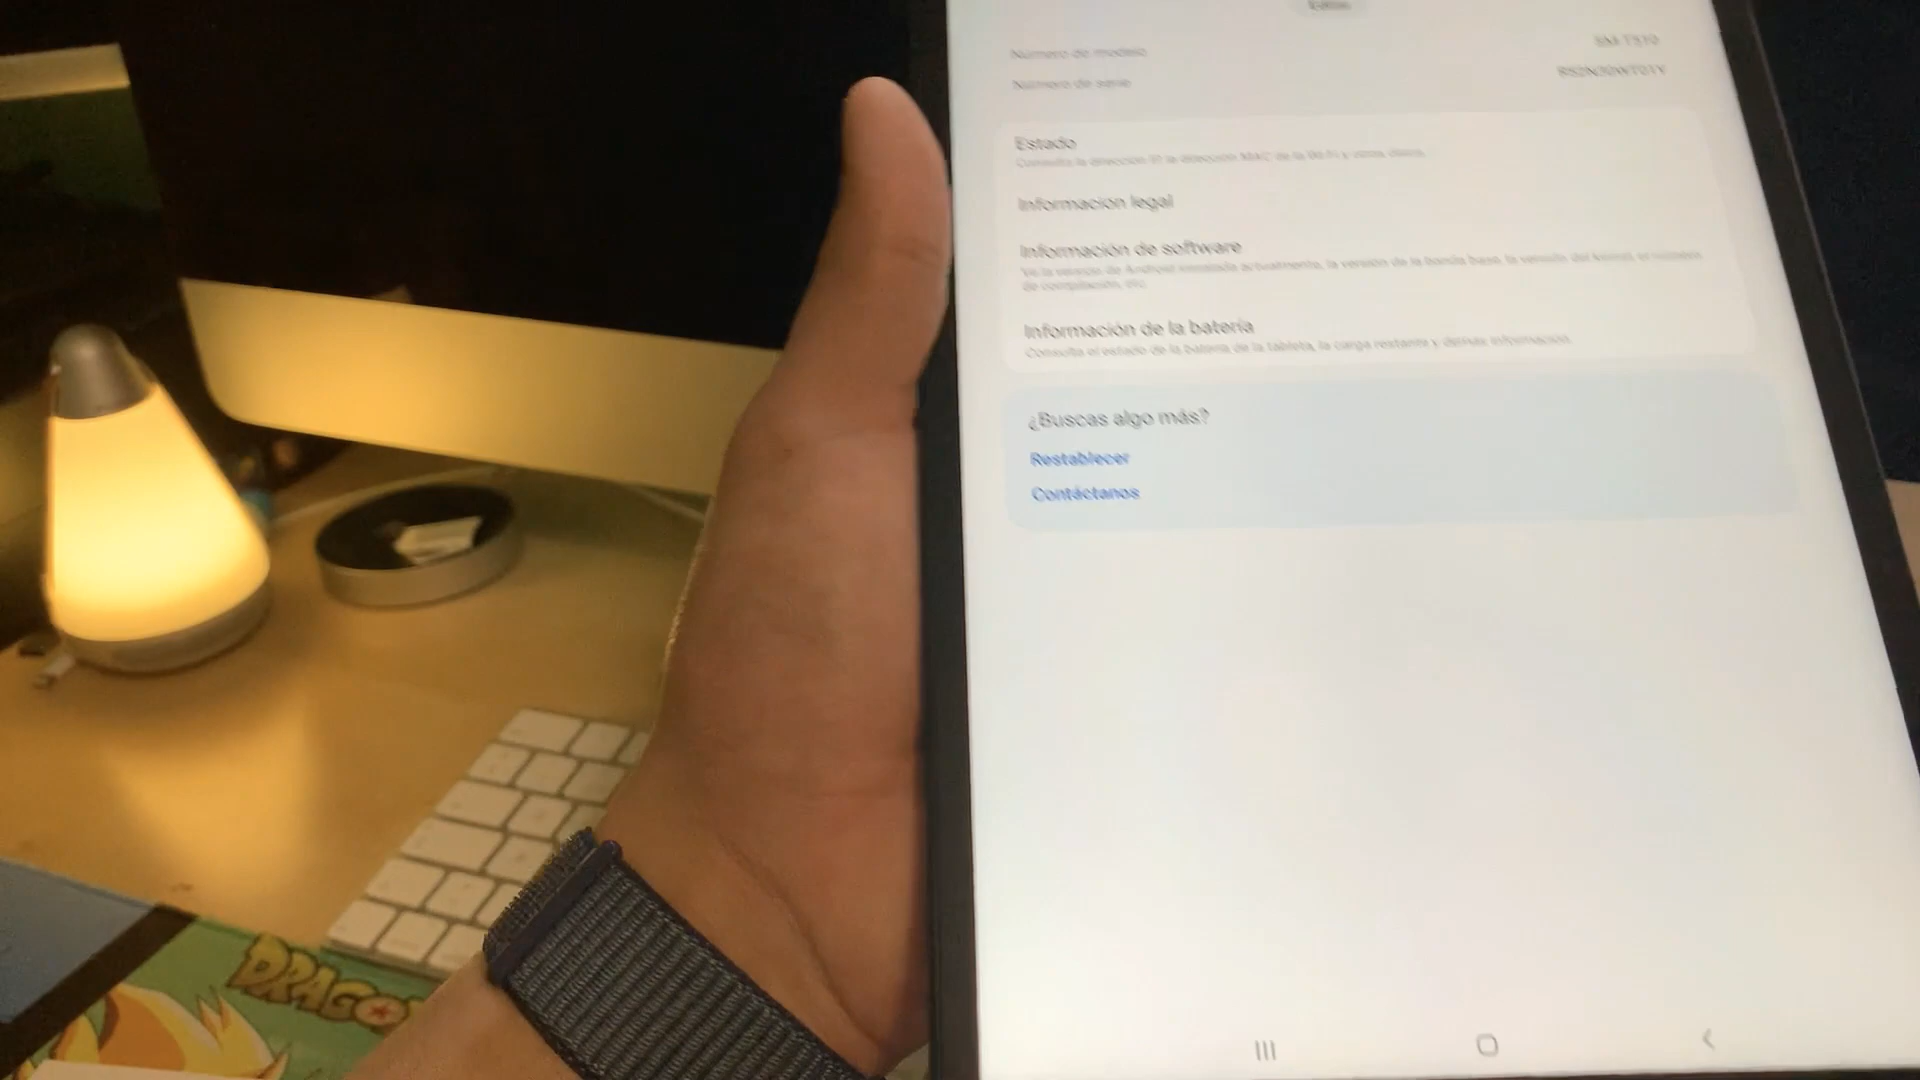 Editar
Número de modelo
SM-T510
Número de serie
Estado
Consulta la dirección IP, la dirección MAC de la Wi-Fi y otros datos.
Información legal
Información de software
Ve la versión de Android instalada actualmente, la versión de la banda base, la versión del kernel, el número
de compilación, etc.
Información de la batería
Consulta el estado de la batería de la tableta, la carga restante y demás información.
¿Buscas algo más?
Restablecer
Contáctanos
DRAGO